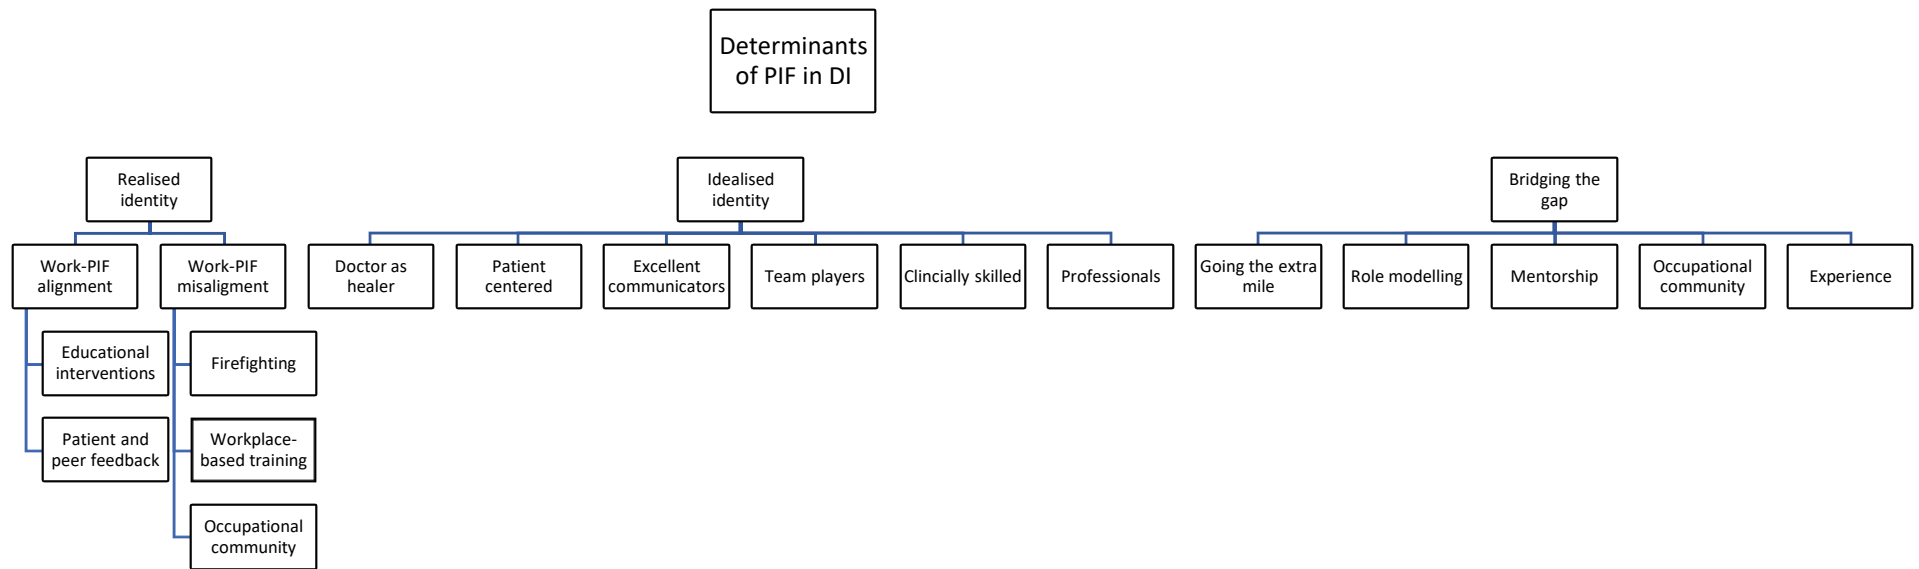 Determinants
of PIF in DI
Realised
identity
Idealised
identity
Bridging the
gap
Work-PIF
alignment
Work-PIF
misaligment
Doctor as
healer
Patient
centered
Excellent
communicators
Team players
Clincially skilled
Professionals
Going the extra
mile
Role modelling
Mentorship
Occupational
community
Experience
Educational
interventions
Firefighting
Patient and
peer feedback
Workplace-
based training
Occupational
community